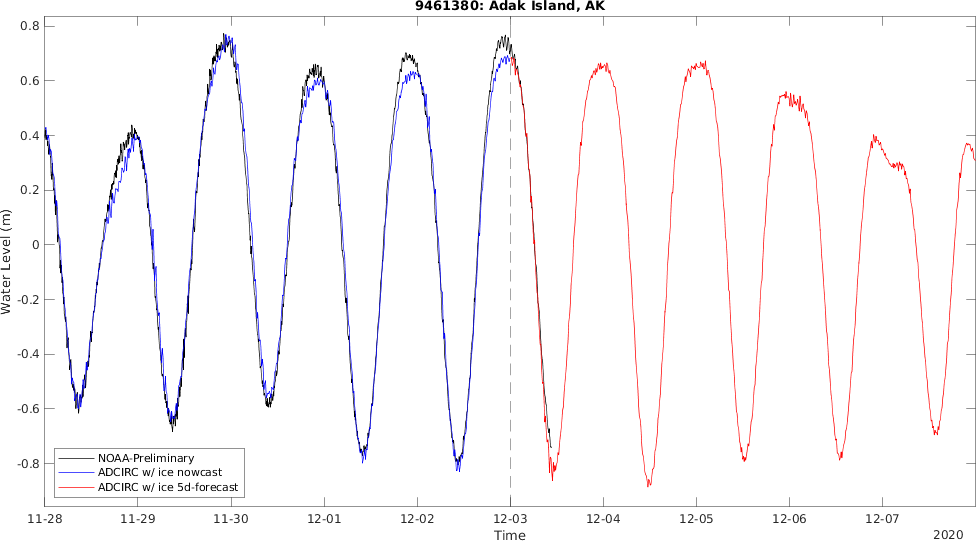 9461380: Adak Island, AK
0.8
0.6
0.4
0.2
0
-0.2
-0.4
-0.6
-0.8
Water Level (m)
NOAA-Preliminary
ADCIRC w/ ice nowcast
ADCIRC w/ ice 5d-forecast
11-28 11-29 11-30 12-01 12-02 12-03 12-04 12-05 12-06 12-07
Time
2020